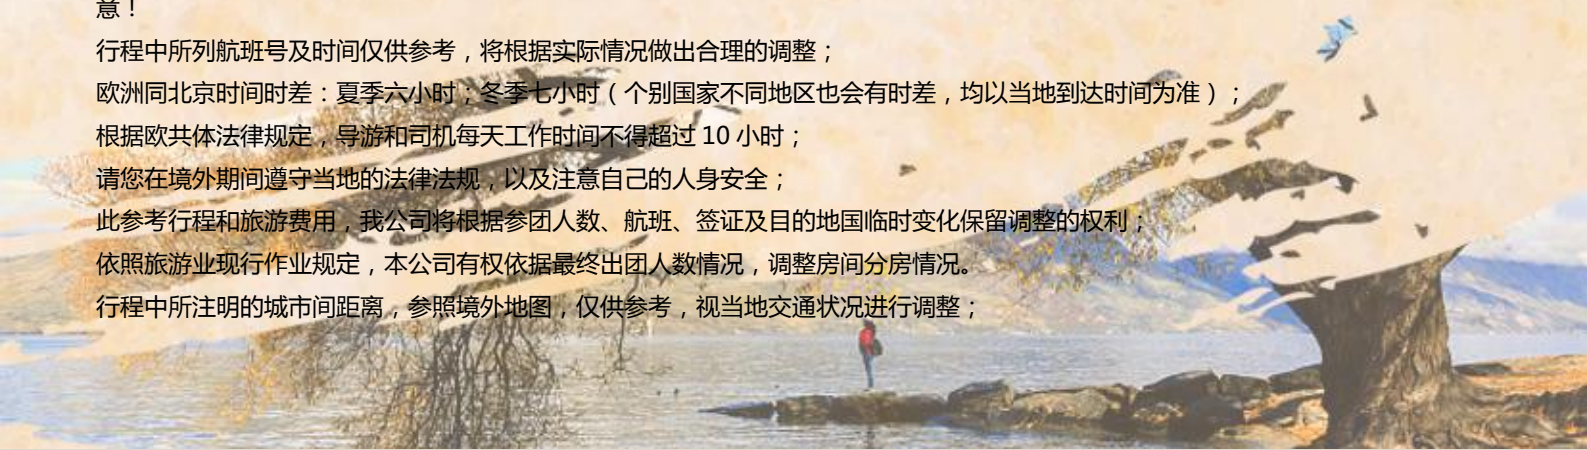 意！
行程中所列航班号及时间仅供参考，将根据实际情况做出合理的调整；
欧洲同北京时间时差：夏季六小时；冬季七小时（个别国家不同地区也会有时差，均以当地到达时间为准）；
根据欧共体法律规定，导游和司机每天工作时间不得超过 10 小时；
请您在境外期间遵守当地的法律法规，以及注意自己的人身安全；
此参考行程和旅游费用，我公司将根据参团人数、航班、签证及目的地国临时变化保留调整的权利；
依照旅游业现行作业规定，本公司有权依据最终出团人数情况，调整房间分房情况。
行程中所注明的城市间距离，参照境外地图，仅供参考，视当地交通状况进行调整；